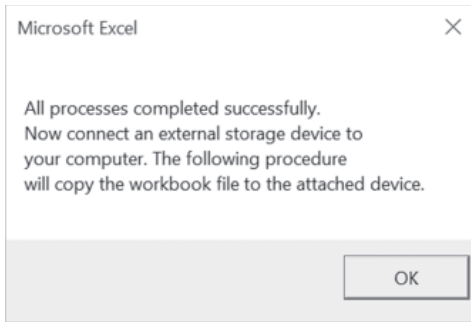 Microsoft Excel
All processes completed successfully.
Now connect an external storage device to
your computer. The following procedure
will copy the workbook file to the attached device.
OK